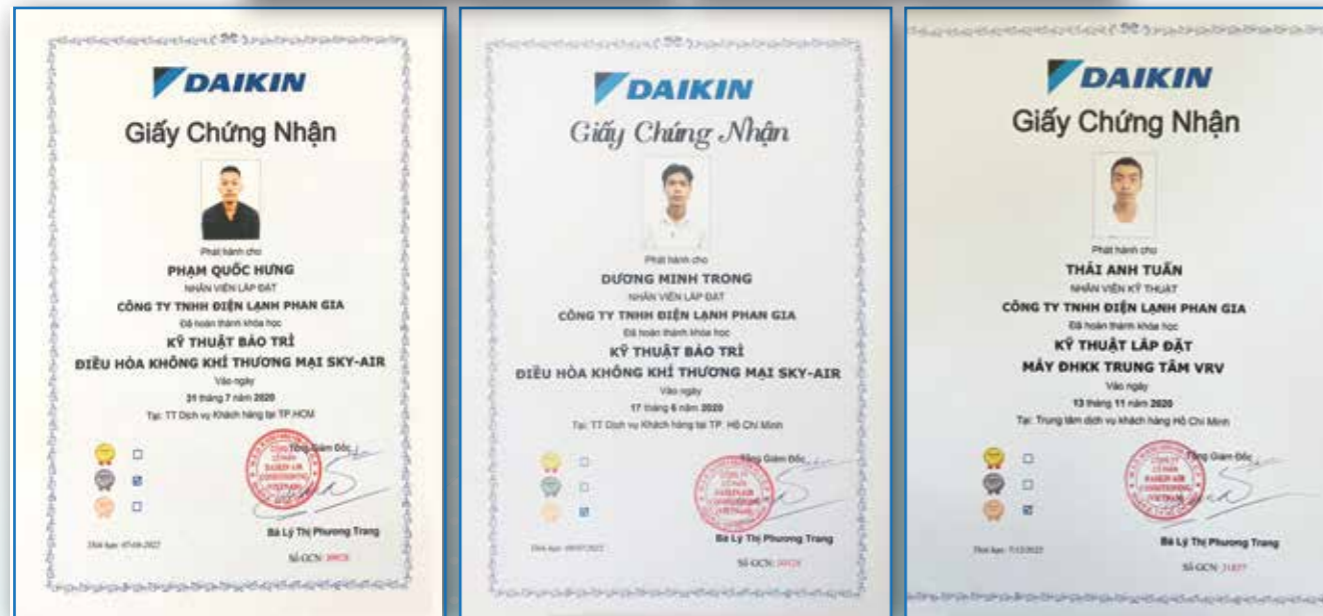 DAIKIN
Giấy Chứng Nhận
Phát hành cho
PHẠM QUỐC HƯNG
NHÂN VIÊN LẮP ĐẶT
CÔNG TY TNHH ĐIỆN LẠNH PHAN GIA
Đã hoàn thành khóa học
KỸ THUẬT BẢO TRÌ
ĐIỀU HÒA KHÔNG KHÍ THƯƠNG MẠI SKY-AIR
Vào ngày
31 tháng 7 năm 2020
Tại: TT Dịch vụ Khách hàng tại TP.HCM
Tổng Giám Đốc
Bà Lý Thị Phương Trang
Số GCN:
DAIKIN
Giấy Chứng Nhận
Phát hành cho
DƯƠNG MINH TRONG
NHÂN VIÊN LẮP ĐẶT
CÔNG TY TNHH ĐIỆN LẠNH PHAN GIA
Đã hoàn thành khóa học
KỸ THUẬT BẢO TRÌ
ĐIỀU HÒA KHÔNG KHÍ THƯƠNG MẠI SKY-AIR
Vào ngày
17 tháng 6 năm 2020
Tại: TT Dịch vụ Khách hàng tại TP. Hồ Chí Minh
Tổng Giám Đốc
Bà Lý Thị Phương Trang
Số GCN:
DAIKIN
Giấy Chứng Nhận
Phát hành cho
THÁI ANH TUẤN
NHÂN VIÊN KỸ THUẬT
CÔNG TY TNHH ĐIỆN LẠNH PHAN GIA
Đã hoàn thành khóa học
KỸ THUẬT LẮP ĐẶT
MÁY ĐHKK TRUNG TÂM VRV
Vào ngày
13 tháng 11 năm 2020
Tại: Trung tâm dịch vụ khách hàng Hồ Chí Minh
Tổng Giám Đốc
Bà Lý Thị Phương Trang
Số GCN: